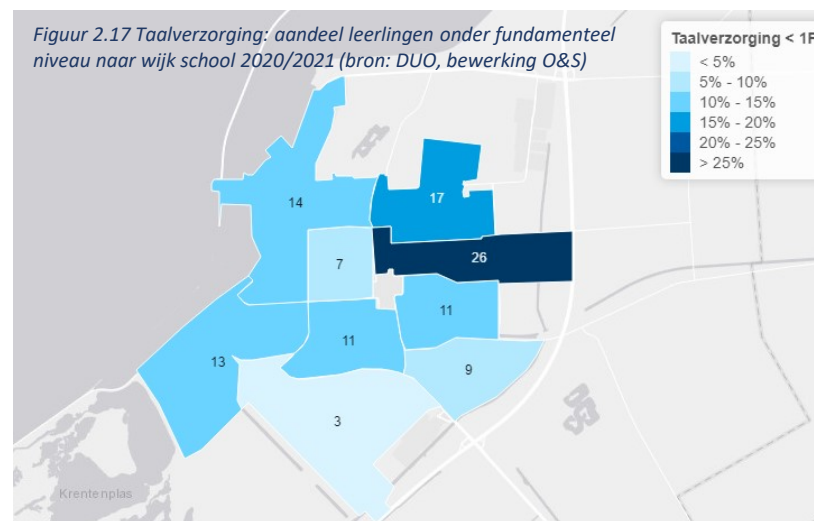 Figuur 2.17 Taalverzorging: aandeel leerlingen onder fundamenteel
niveau naar wijk school 2020/2021 (bron: DUO, bewerking O&S)
Taalverzorging < 1F
< 5%
5% - 10%
10% - 15%
15% - 20%
20% - 25%
> 25%
14
17
7
26
11
11
13
9
3
Krentenplas